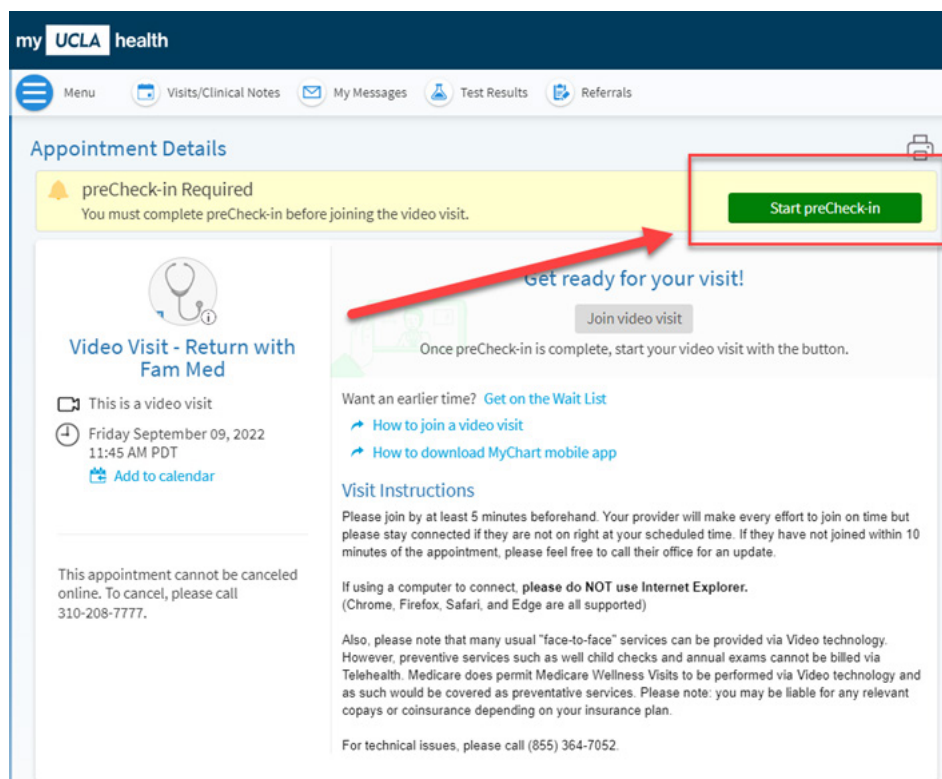 my UCLA health
Menu
Visits/Clinical Notes
My Messages
Test Results
Referrals
Appointment Details
preCheck-in Required
You must complete preCheck-in before joining the video visit.
Start preCheck-in
Video Visit - Return with
Fam Med
This is a video visit
Friday September 09, 2022
11:45 AM PDT
Add to calendar
This appointment cannot be canceled
online. To cancel, please call
310-208-7777.
Get ready for your visit!
Join video visit
Once preCheck-in is complete, start your video visit with the button.
Want an earlier time? Get on the Wait List
How to join a video visit
How to download MyChart mobile app
Visit Instructions
Please join by at least 5 minutes beforehand. Your provider will make every effort to join on time but
please stay connected if they are not on right at your scheduled time. If they have not joined within 10
minutes of the appointment, please feel free to call their office for an update.
If using a computer to connect, please do NOT use Internet Explorer.
(Chrome, Firefox, Safari, and Edge are all supported)
Also, please note that many usual "face-to-face" services can be provided via Video technology.
However, preventive services such as well child checks and annual exams cannot be billed via
Telehealth. Medicare does permit Medicare Wellness Visits to be performed via Video technology and
as such would be covered as preventative services. Please note: you may be liable for any relevant
copays or coinsurance depending on your insurance plan.
For technical issues, please call (855) 364-7052.